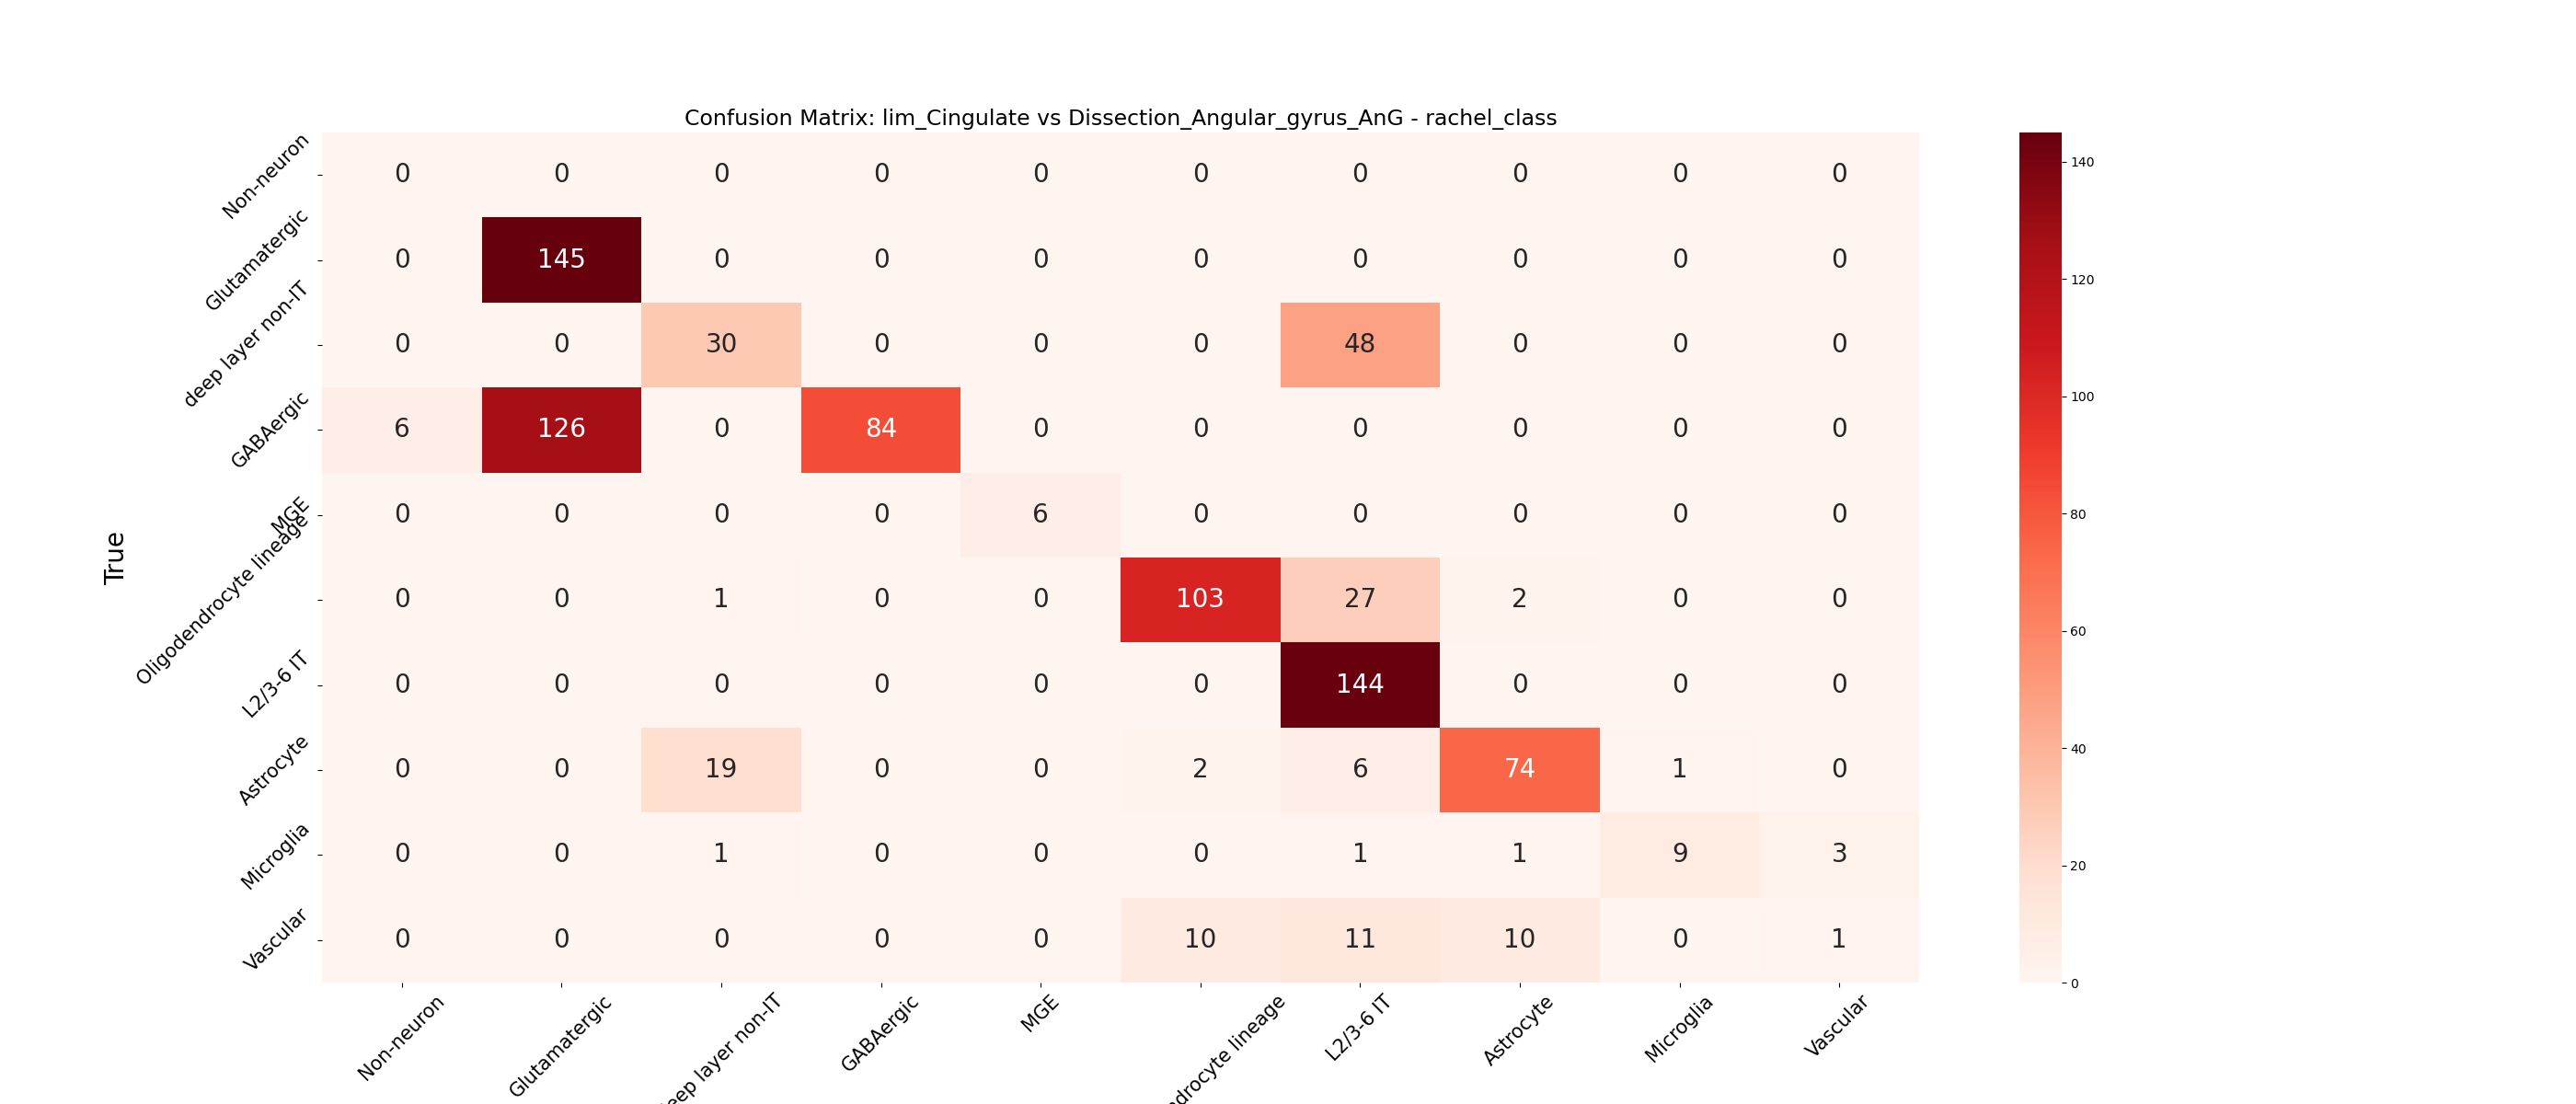 Confusion Matrix: lim_Cingulate vs Dissection_Angular_gyrus_AnG - rachel_class
True
Non-neuron 0 0 0 0 0 0 0 0 0 0
Glutamatergic 0 145 0 0 0 0 0 0 0 0
deep layer non-IT 0 0 30 0 0 0 48 0 0 0
GABAergic 6 126 0 84 0 0 0 0 0 0
MGE 0 0 0 0 6 0 0 0 0 0
Oligodendrocyte lineage 0 0 1 0 0 103 27 2 0 0
L2/3-6 IT 0 0 0 0 0 0 144 0 0 0
Astrocyte 0 0 19 0 0 2 6 74 1 0
Microglia 0 0 1 0 0 0 1 1 9 3
Vascular 0 0 0 0 0 10 11 10 0 1
Non-neuron Glutamatergic eep layer non-IT GABAergic MGE drocyte lineage L2/3-6 IT Astrocyte Microglia Vascular
140
120
100
80
60
40
20
0